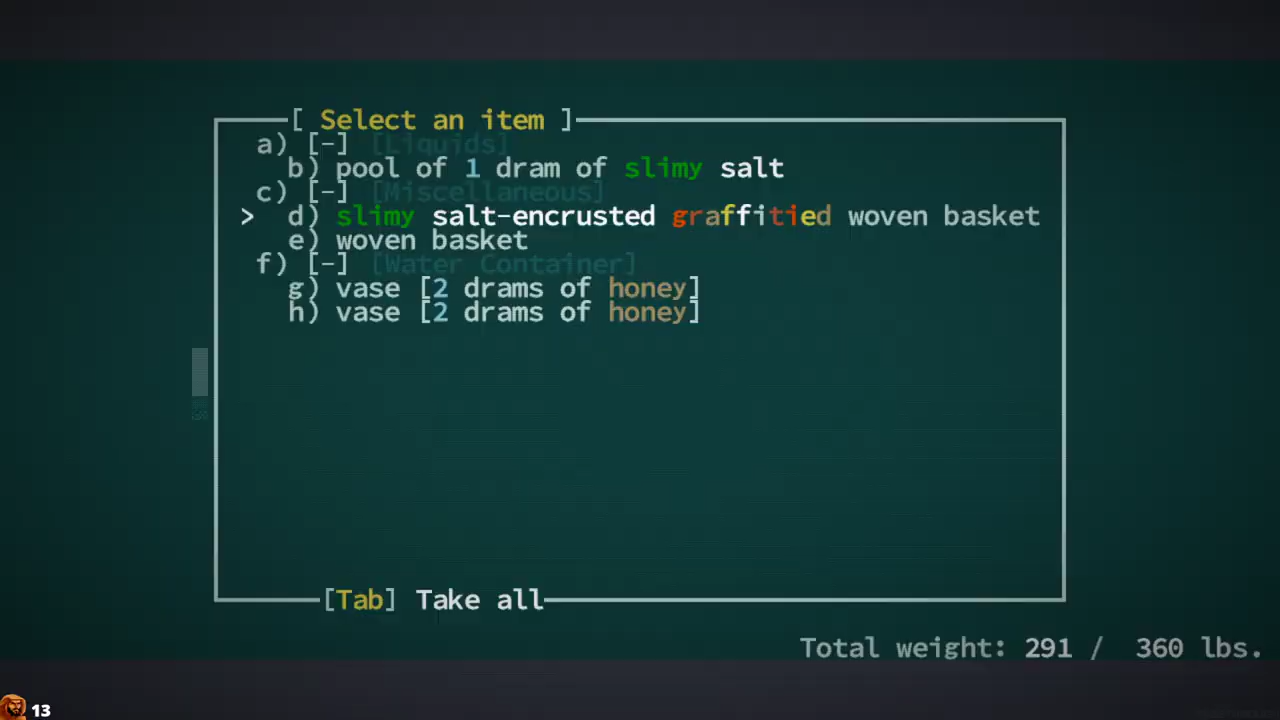 [ Select an item ]
a) [-] [Liquids]
b) pool of 1 dram of slimy salt
c) [-] [Miscellaneous]
> d) slimy salt-encrusted graffitied woven basket
e) woven basket
f) [-] [Water Container]
g) vase [2 drams of honey]
h) vase [2 drams of honey]
[Tab] Take all
Total weight: 291 / 360 lbs.
13